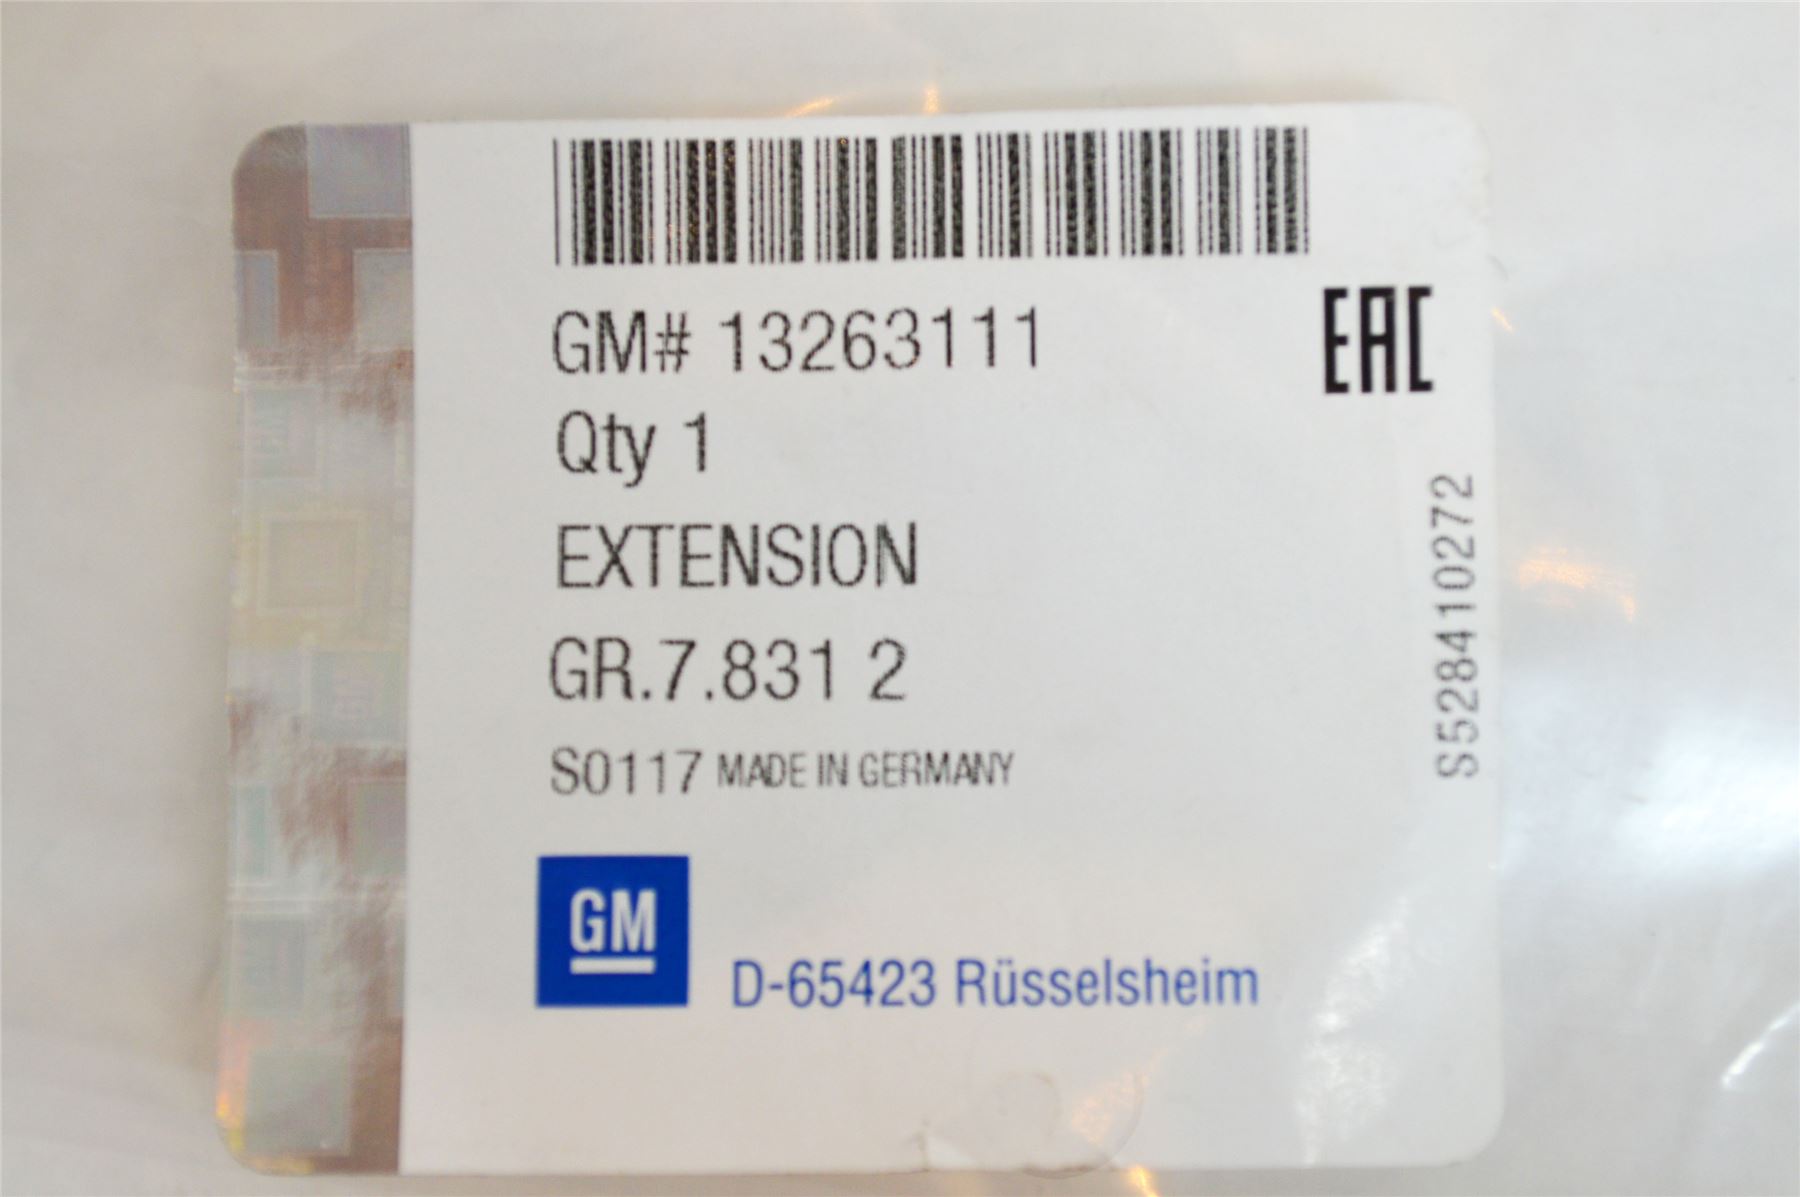 GM# 13263111
EAC
Qty 1
EXTENSION
GR.7.831 2
S0117 MADE IN GERMANY
S528410272
GM
D-65423 Rüsselsheim